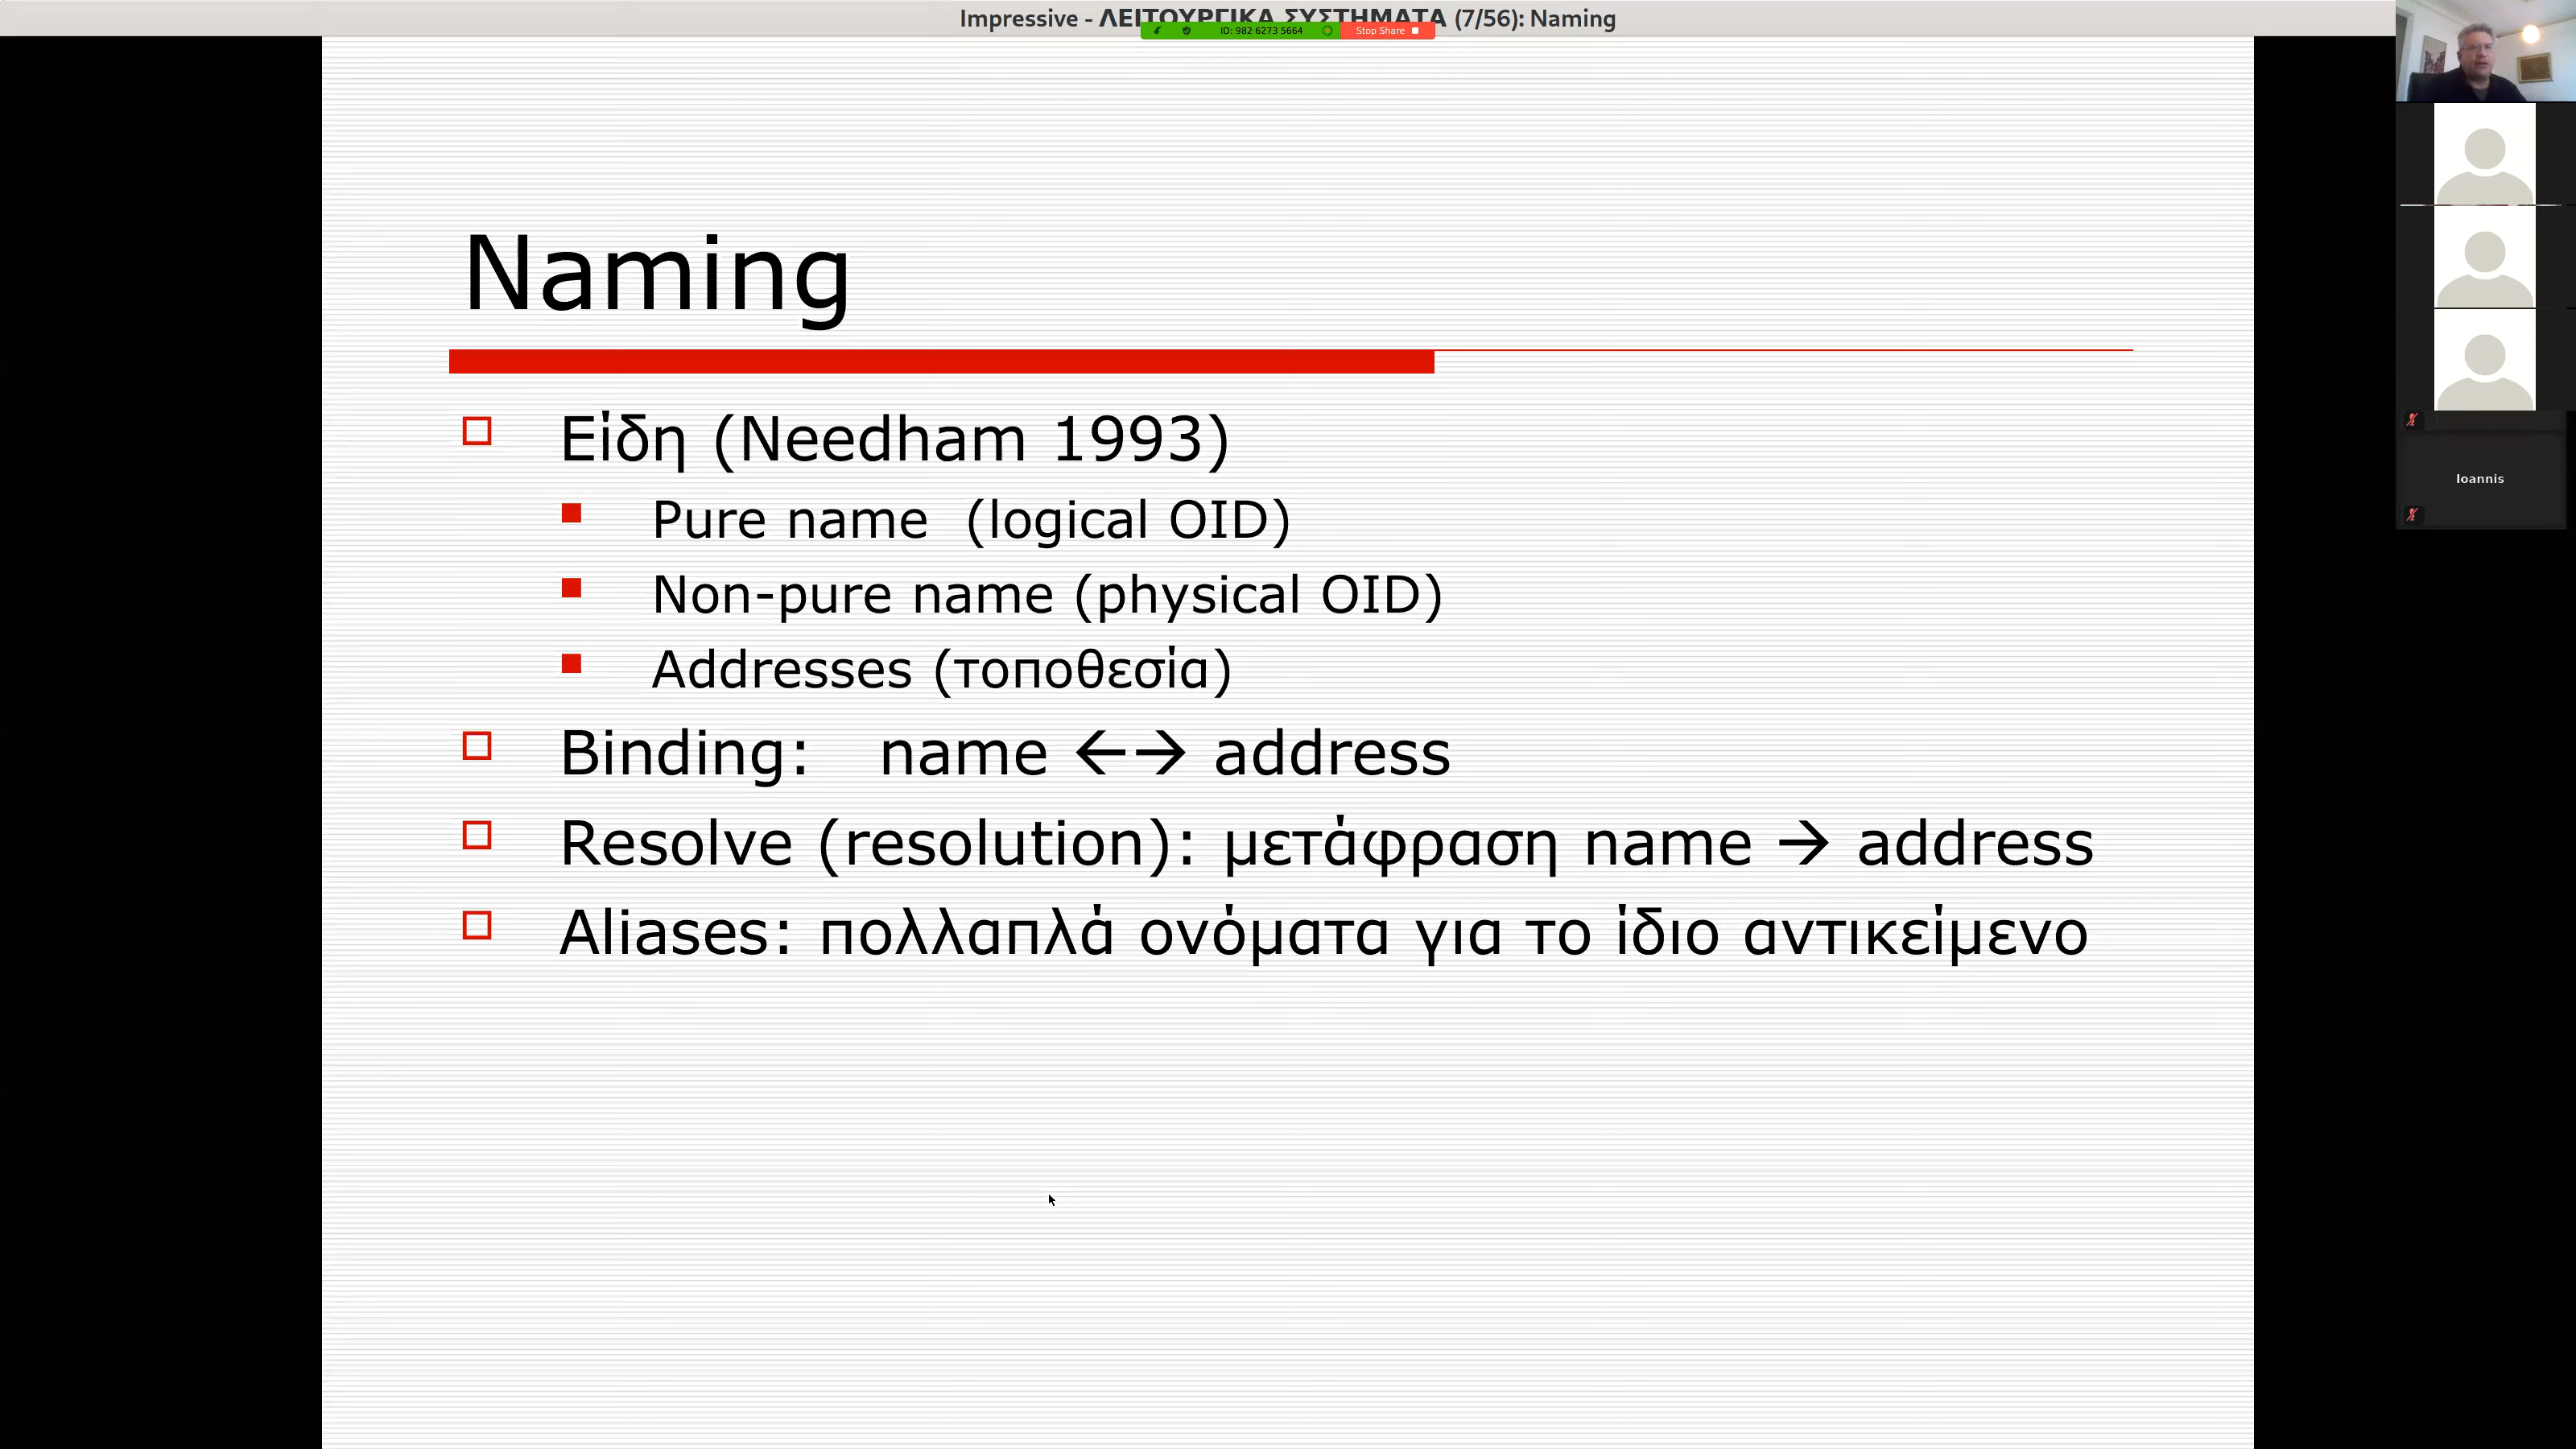 Impressive - ΛΕΙΤΟΥΡΓΙΚΑ ΣΥΣΤΗΜΑΤΑ (7/56): Naming
ID: 982 6273 5664
Stop Share
Naming
Είδη (Needham 1993)
Pure name (logical OID)
Non-pure name (physical OID)
Addresses (τοποθεσία)
Binding: name ←→ address
Resolve (resolution): μετάφραση name → address
Aliases: πολλαπλά ονόματα για το ίδιο αντικείμενο
Ioannis